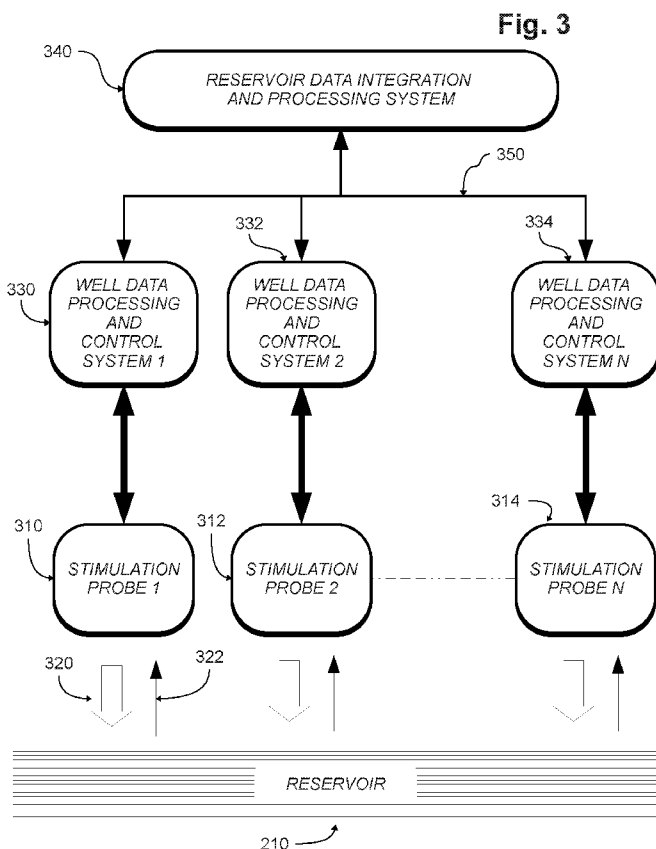 Fig. 3
340
RESERVOIR DATA INTEGRATION
AND PROCESSING SYSTEM
350
332
334
330
WELL DATA
PROCESSING
AND
CONTROL
SYSTEM 1
WELL DATA
PROCESSING
AND
CONTROL
SYSTEM 2
WELL DATA
PROCESSING
AND
CONTROL
SYSTEM N
310
312
314
STIMULATION
PROBE 1
STIMULATION
PROBE 2
STIMULATION
PROBE N
320
322
RESERVOIR
210